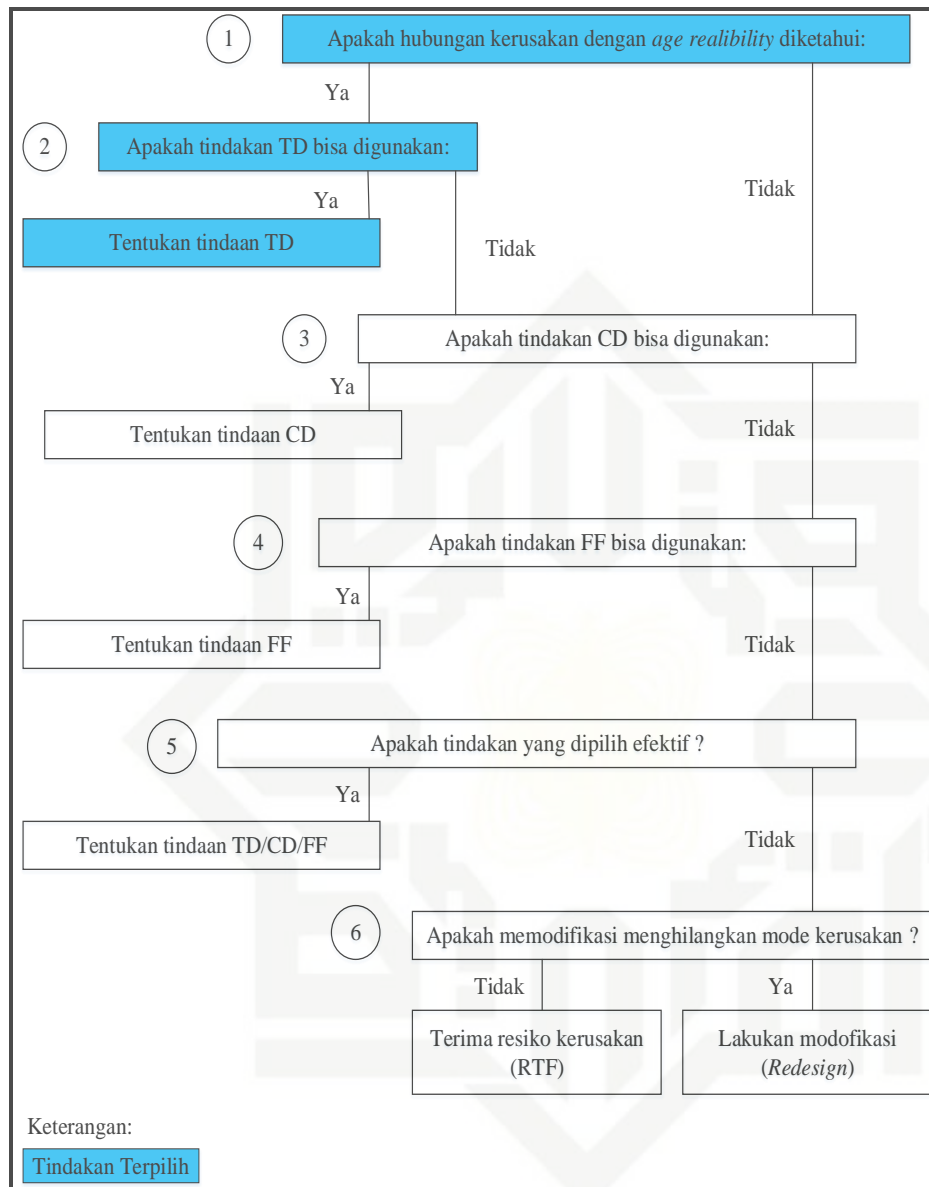 1
Apakah hubungan kerusakan dengan age realibility diketahui:
Ya
2
Apakah tindakan TD bisa digunakan:
Tidak
Ya
Tentukan tindaan TD
Tidak
3
Apakah tindakan CD bisa digunakan:
Ya
Tentukan tindaan CD
Tidak
4
Apakah tindakan FF bisa digunakan:
Ya
Tentukan tindaan FF
Tidak
5
Apakah tindakan yang dipilih efektif ?
Ya
Tentukan tindaan TD/CD/FF
Tidak
6
Apakah memodifikasi menghilangkan mode kerusakan ?
Tidak
Ya
Terima resiko kerusakan
(RTF)
Lakukan modofikasi
(Redesign)
Keterangan:
Tindakan Terpilih